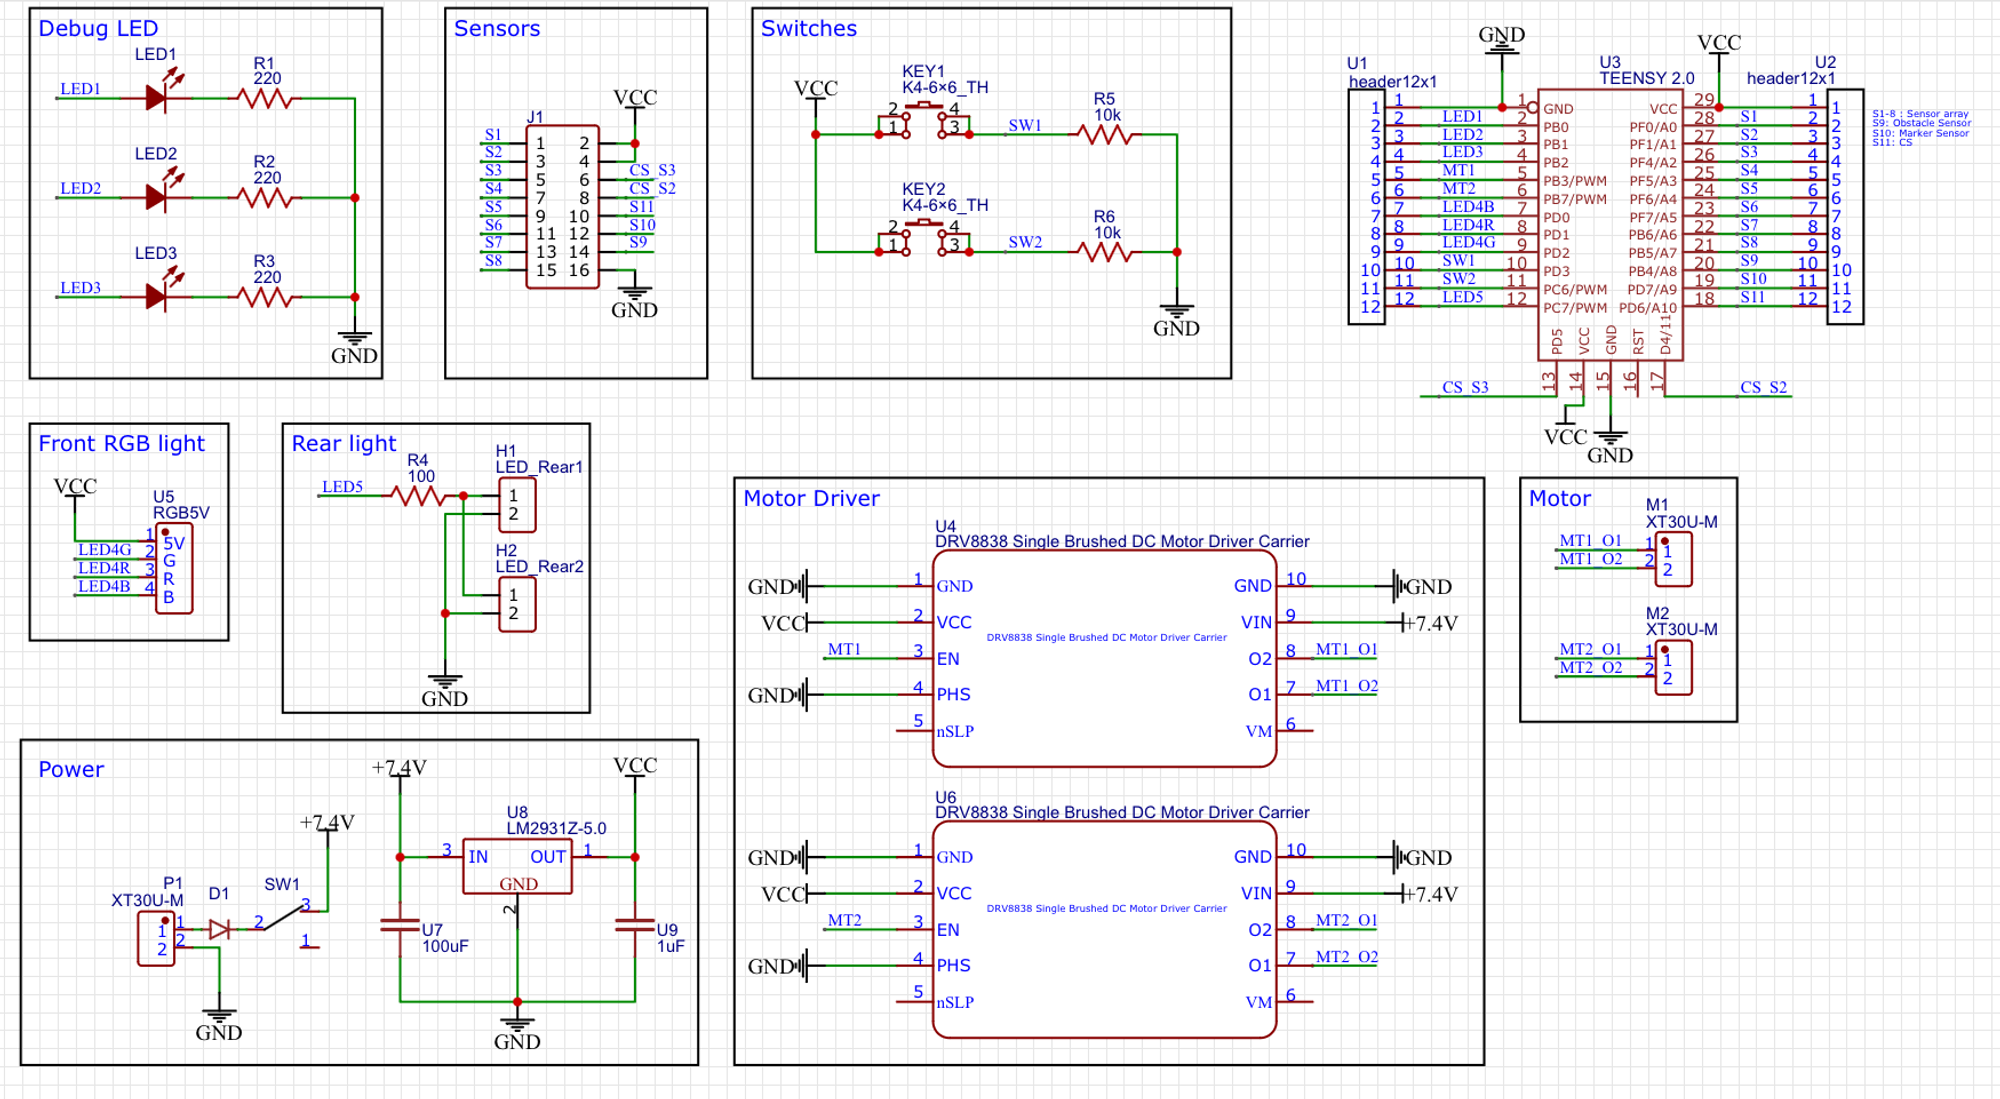 Debug LED
LED1
LED1
R1
220
LED2
LED2
R2
220
LED3
LED3
R3
220
GND
Sensors
J1
VCC
S1 1 2
S2 3 4
S3 5 6 CS_S3
S4 7 8 CS_S2
S5 9 10 S11
S6 11 12 S10
S7 13 14 S9
S8 15 16
GND
Switches
VCC
KEY1
K4-6×6_TH
2 4
1 3
SW1
R5
10k
KEY2
K4-6×6_TH
2 4
1 3
SW2
R6
10k
GND
GND
VCC
U1
header12x1
U3
TEENSY 2.0
U2
header12x1
1 1 1 GND VCC 29 1 1
2 2 LED1 2 PB0 PF0/A0 28 S1 2 2
3 3 LED2 3 PB1 PF1/A1 27 S2 3 3
4 4 LED3 4 PB2 PF4/A2 26 S3 4 4
5 5 MT1 5 PB3/PWM PF5/A3 25 S4 5 5
6 6 MT2 6 PB7/PWM PF6/A4 24 S5 6 6
7 7 LED4B 7 PD0 PF7/A5 23 S6 7 7
8 8 LED4R 8 PD1 PB6/A6 22 S7 8 8
9 9 LED4G 9 PD2 PB5/A7 21 S8 9 9
10 10 SW1 10 PD3 PB4/A8 20 S9 10 10
11 11 SW2 11 PC6/PWM PD7/A9 19 S10 11 11
12 12 LED5 12 PC7/PWM PD6/A10 18 S11 12 12
PD5 VCC GND RST D4/11
13 14 15 16 17
CS_S3
CS_S2
VCC
GND
S1-8 : Sensor array
S9: Obstacle Sensor
S10: Marker Sensor
S11: CS
Front RGB light
VCC
U5
RGB5V
1 5V
LED4G 2 G
LED4R 3 R
LED4B 4 B
Rear light
LED5
R4
100
H1
LED_Rear1
1
2
H2
LED_Rear2
1
2
GND
Motor Driver
U4
DRV8838 Single Brushed DC Motor Driver Carrier
GND 1 GND GND 10 GND
VCC 2 VCC VIN 9 +7.4V
DRV8838 Single Brushed DC Motor Driver Carrier
MT1 3 EN O2 8 MT1_O1
GND 4 PHS O1 7 MT1_O2
5 nSLP VM 6
U6
DRV8838 Single Brushed DC Motor Driver Carrier
GND 1 GND GND 10 GND
VCC 2 VCC VIN 9 +7.4V
DRV8838 Single Brushed DC Motor Driver Carrier
MT2 3 EN O2 8 MT2_O1
GND 4 PHS O1 7 MT2_O2
5 nSLP VM 6
Motor
M1
XT30U-M
MT1_O1 1 1
MT1_O2 2 2
M2
XT30U-M
MT2_O1 1 1
MT2_O2 2 2
Power
P1
XT30U-M
1 1
2 2
D1
SW1
2 3
1
+7.4V
GND
+7.4V
VCC
U8
LM2931Z-5.0
3 IN OUT 1
GND
2
U7
100uF
U9
1uF
GND